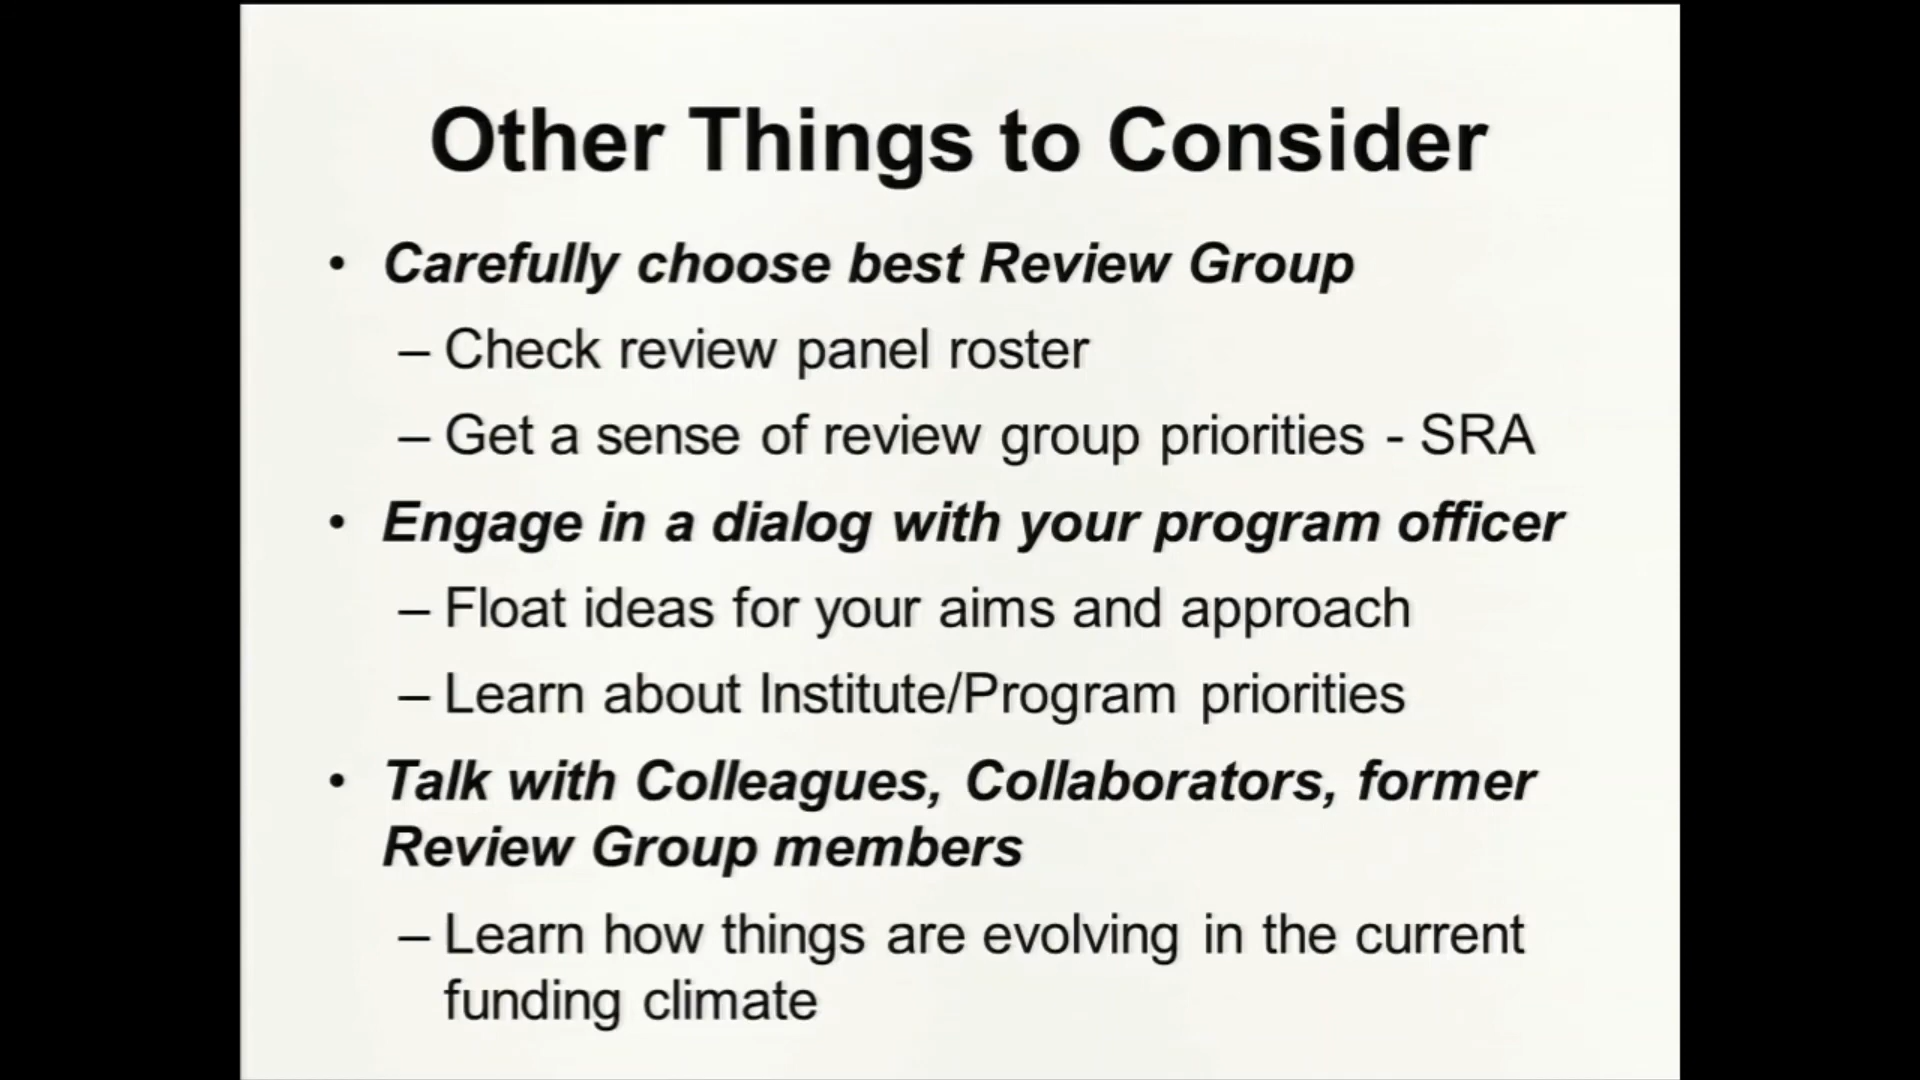 Other Things to Consider
• Carefully choose best Review Group
– Check review panel roster
– Get a sense of review group priorities - SRA
• Engage in a dialog with your program officer
– Float ideas for your aims and approach
– Learn about Institute/Program priorities
• Talk with Colleagues, Collaborators, former
Review Group members
– Learn how things are evolving in the current
funding climate